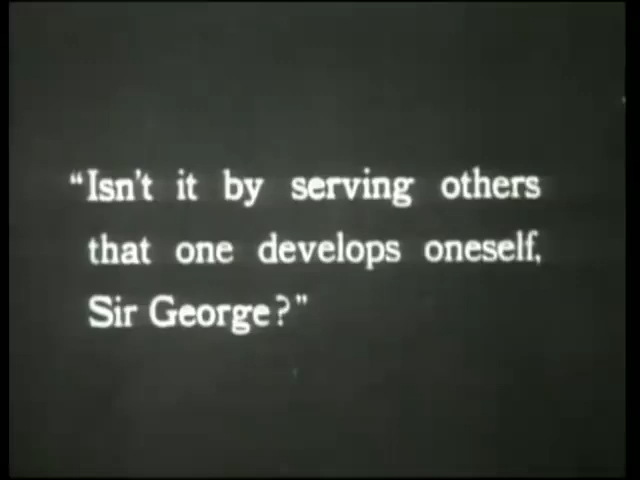 “Isn't it by serving others
that one develops oneself,
Sir George?”